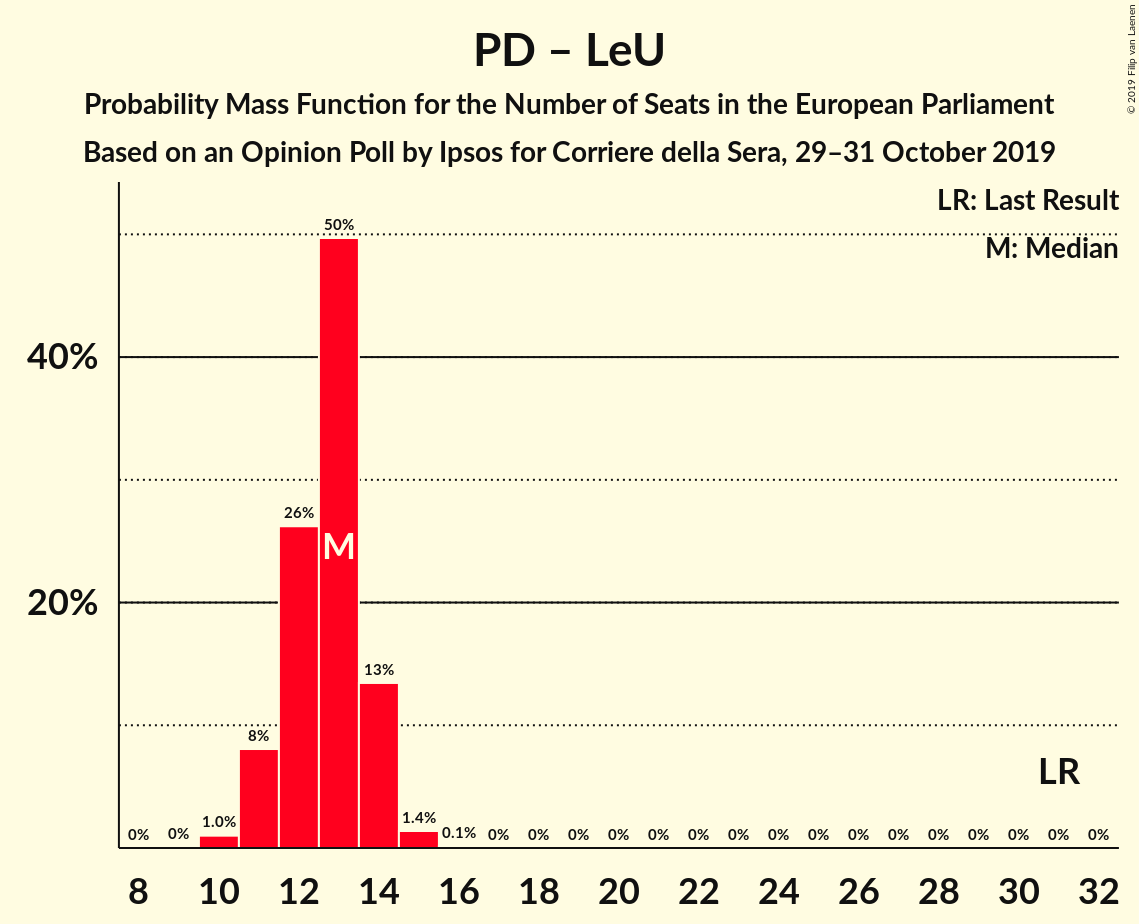 © 2019 Filip van Laenen
PD – LeU
Probability Mass Function for the Number of Seats in the European Parliament
Based on an Opinion Poll by Ipsos for Corriere della Sera, 29–31 October 2019
LR: Last Result
M: Median
50%
40%
26%
M
20%
13%
8%
LR
0% 0% 1.0% 1.4% 0.1% 0% 0% 0% 0% 0% 0% 0% 0% 0% 0% 0% 0% 0% 0% 0% 0%
8 10 12 14 16 18 20 22 24 26 28 30 32